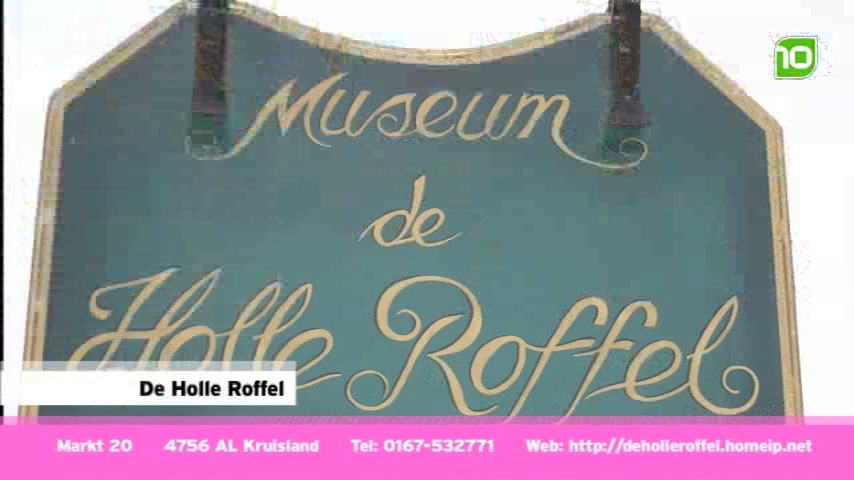 10
Museum
de
Holle Roffel
De Holle Roffel
Markt 20 4756 AL Kruisland Tel: 0167-532771 Web: http://deholleroffel.homeip.net